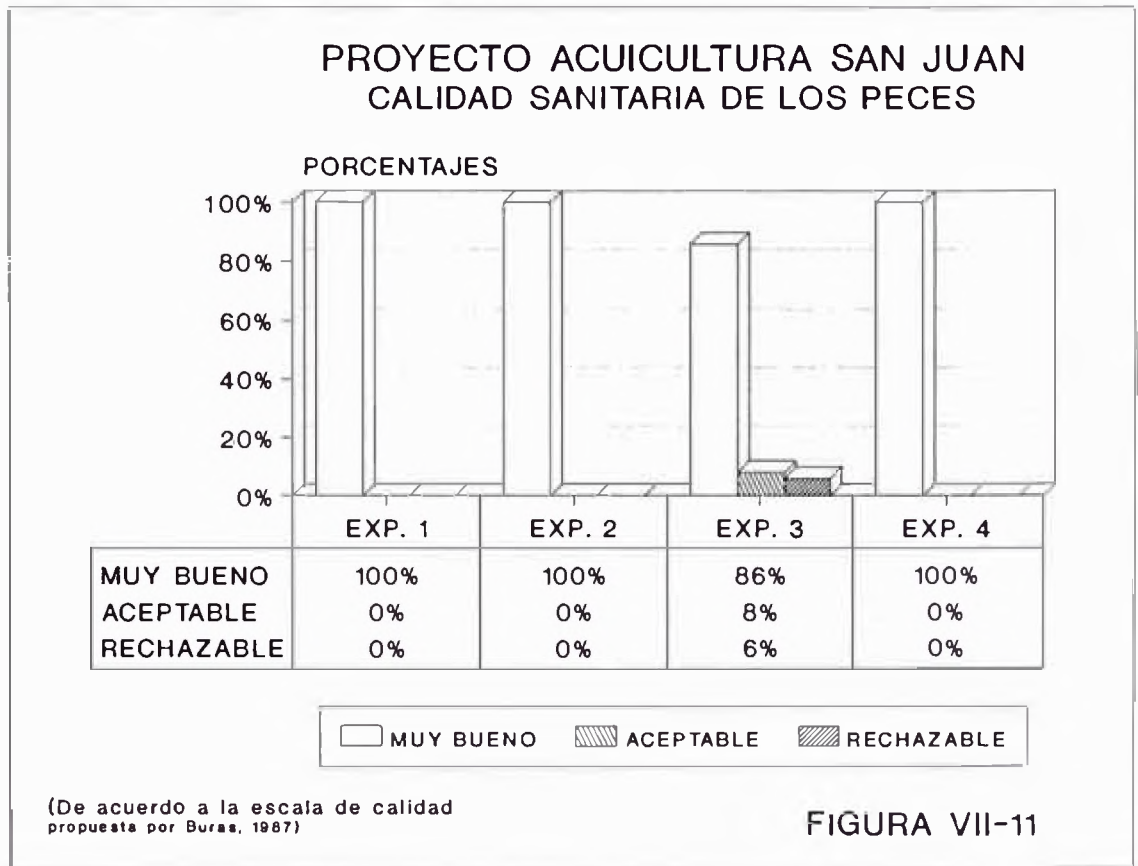 PROYECTO ACUICULTURA SAN JUAN
CALIDAD SANITARIA DE LOS PECES
PORCENTAJES
100%
80%
60%
40%
20%
0%
EXP. 1 EXP. 2 EXP. 3 EXP. 4
MUY BUENO 100% 100% 86% 100%
ACEPTABLE 0% 0% 8% 0%
RECHAZABLE 0% 0% 6% 0%
MUY BUENO ACEPTABLE RECHAZABLE
(De acuerdo a la escala de calidad
propuesta por Buras, 1987)
FIGURA VII-11